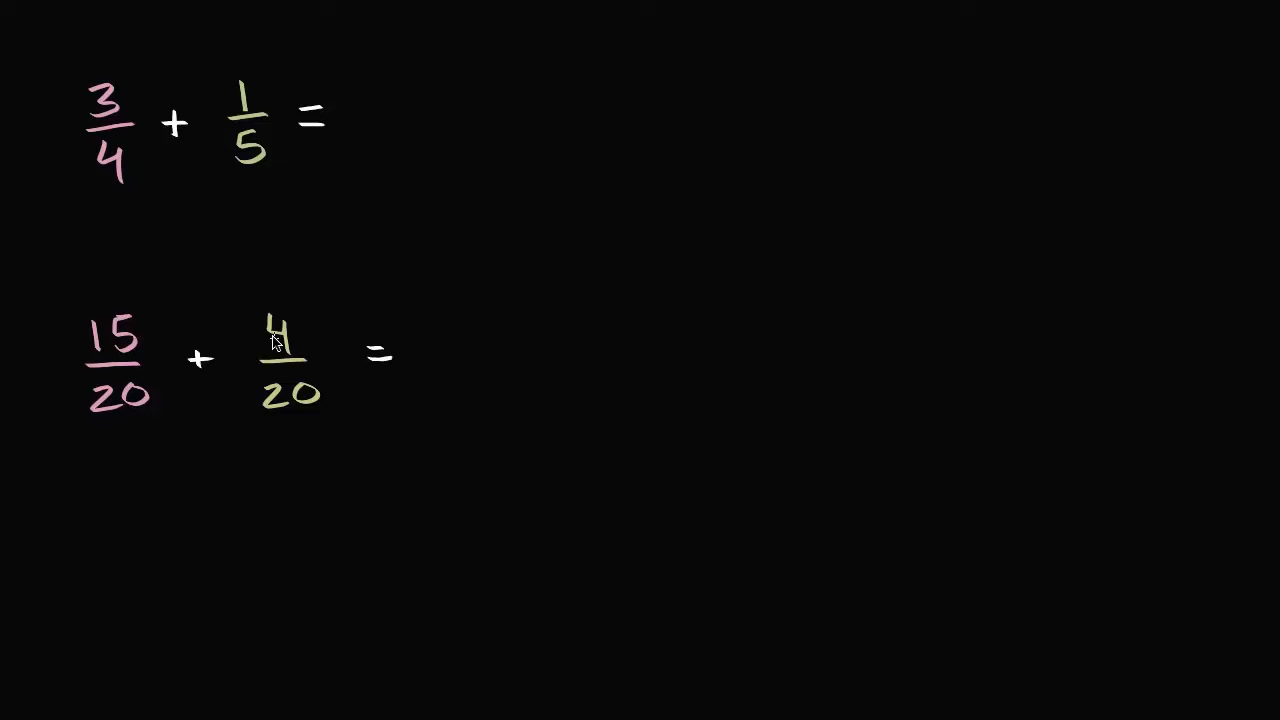 3/4 + 1/5 =
15/20 + 4/20 =